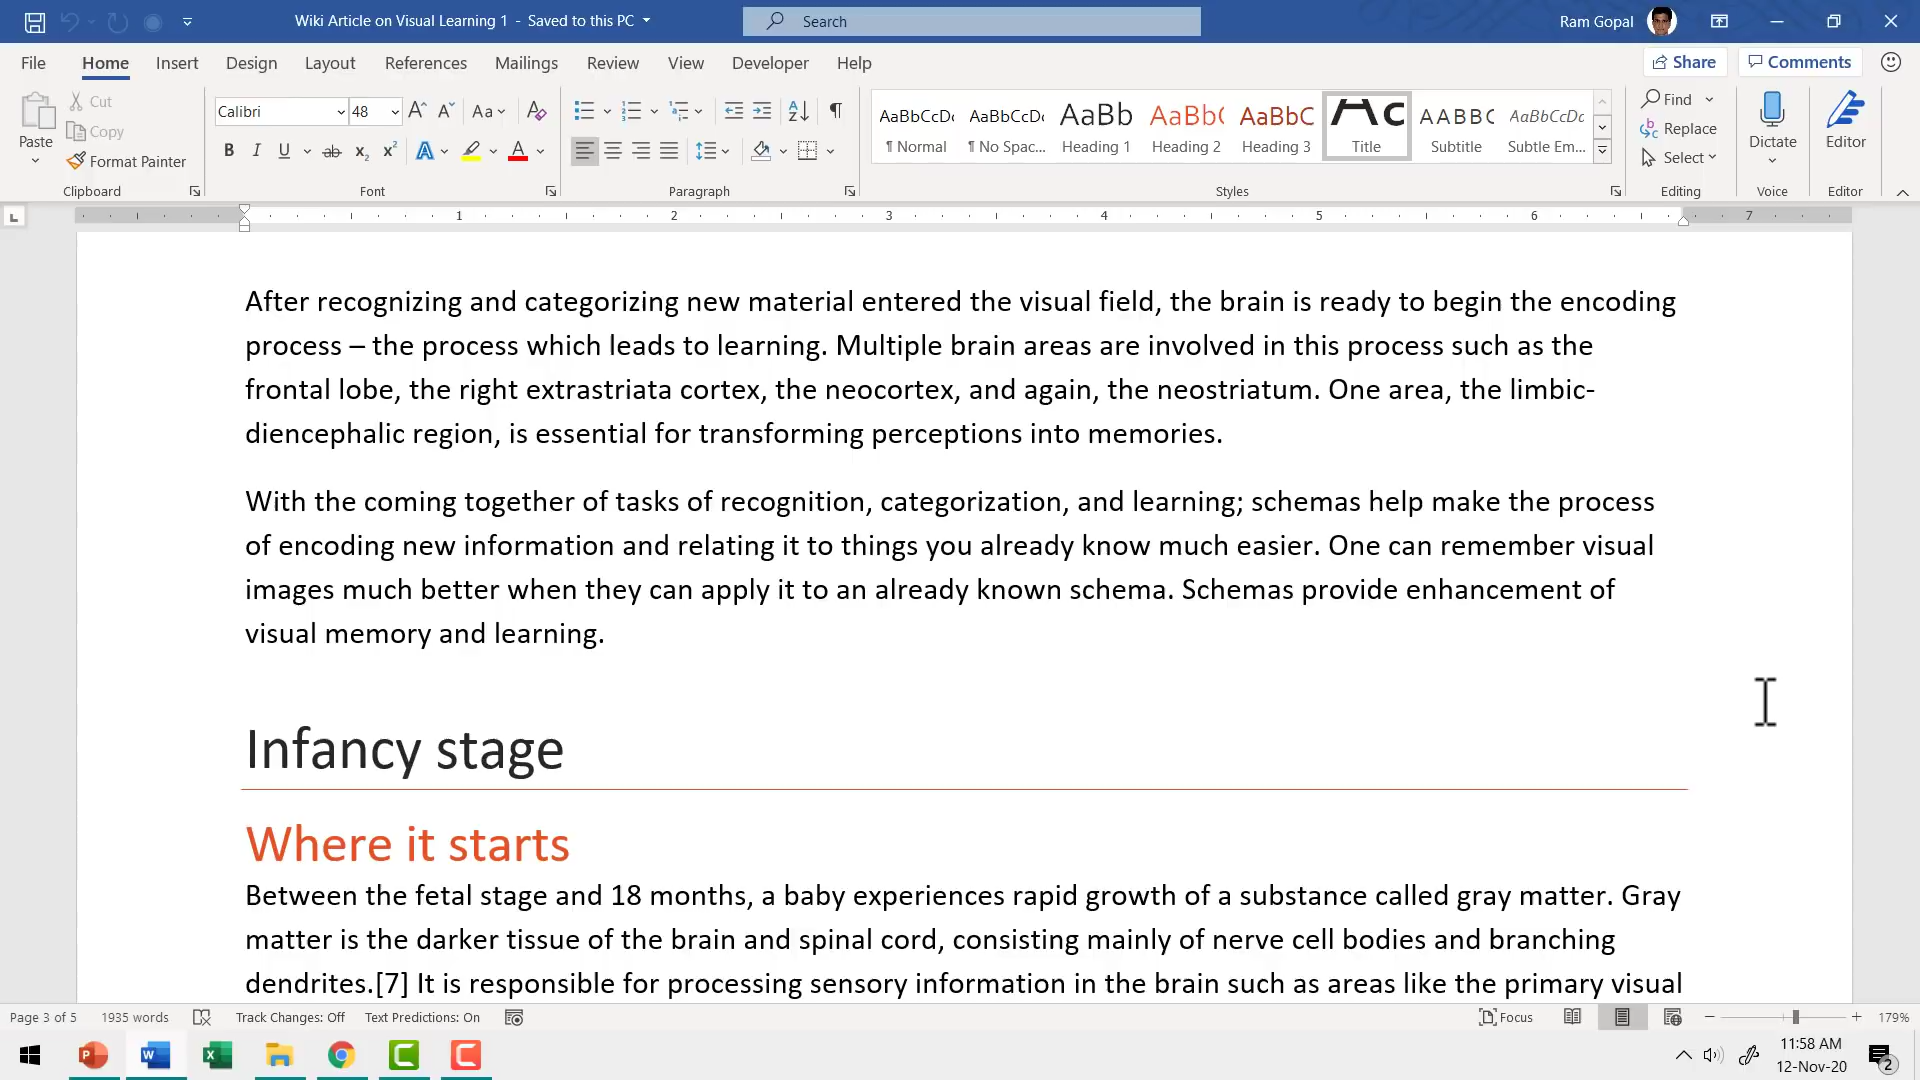 Wiki Article on Visual Learning 1 - Saved to this PC
Search
Ram Gopal
File Home Insert Design Layout References Mailings Review View Developer Help
Share Comments
Paste
Cut
Copy
Format Painter
Clipboard
Calibri 48
Aa
B I U ab x₂ x² A A
Font
Paragraph
AaBbCcDc AaBbCcDc AaBb AaBb( AaBbC AABBC AaBbCcDc
¶ Normal ¶ No Spac... Heading 1 Heading 2 Heading 3 Title Subtitle Subtle Em...
Styles
Find
Replace
Select
Editing
Dictate
Voice
Editor
Editor
1 2 3 4 5 6 7
After recognizing and categorizing new material entered the visual field, the brain is ready to begin the encoding
process – the process which leads to learning. Multiple brain areas are involved in this process such as the
frontal lobe, the right extrastriata cortex, the neocortex, and again, the neostriatum. One area, the limbic-
diencephalic region, is essential for transforming perceptions into memories.
With the coming together of tasks of recognition, categorization, and learning; schemas help make the process
of encoding new information and relating it to things you already know much easier. One can remember visual
images much better when they can apply it to an already known schema. Schemas provide enhancement of
visual memory and learning.
Infancy stage
Where it starts
Between the fetal stage and 18 months, a baby experiences rapid growth of a substance called gray matter. Gray
matter is the darker tissue of the brain and spinal cord, consisting mainly of nerve cell bodies and branching
dendrites.[7] It is responsible for processing sensory information in the brain such as areas like the primary visual
Page 3 of 5 1935 words Track Changes: Off Text Predictions: On Focus 179%
11:58 AM
12-Nov-20
2